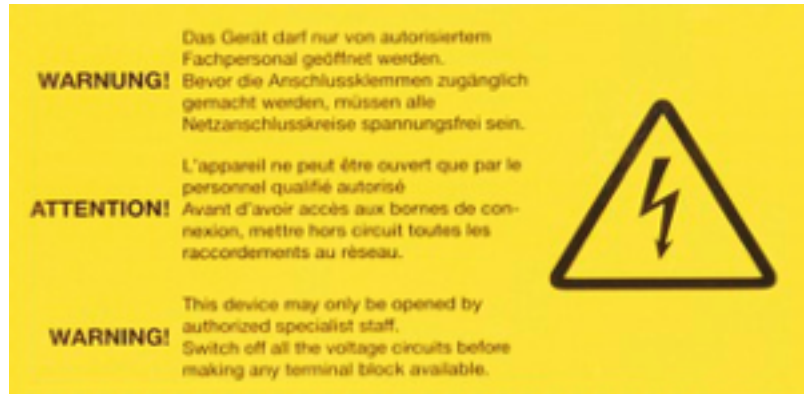 Das Gerät darf nur von autorisiertem
Fachpersonal geöffnet werden.
WARNUNG! Bevor die Anschlussklemmen zugänglich
gemacht werden, müssen alle
Netzanschlusskreise spannungsfrei sein.
L'appareil ne peut être ouvert que par le
personnel qualifié autorisé
ATTENTION! Avant d'avoir accès aux bornes de con-
nexion, mettre hors circuit toutes les
raccordements au rèseau.
This device may only be opened by
WARNING! authorized specialist staff.
Switch off all the voltage circuits before
making any terminal block available.